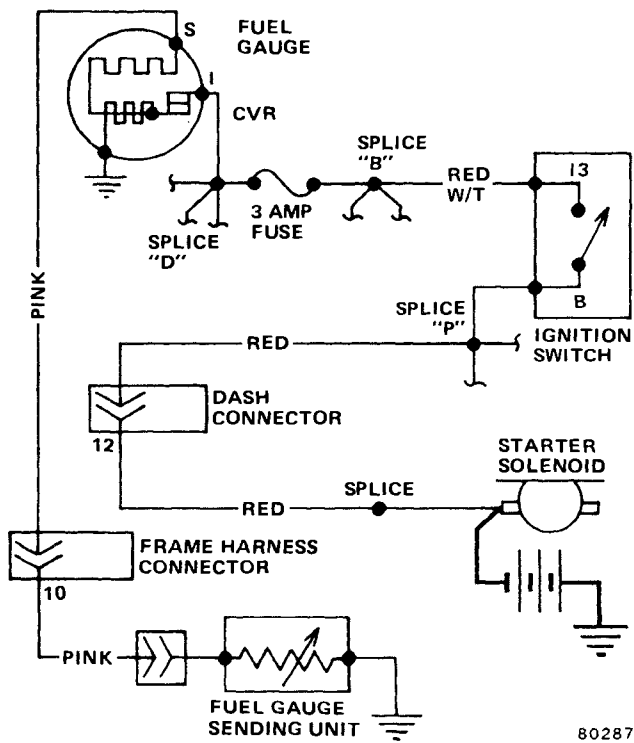 S
FUEL
GAUGE
I
CVR
SPLICE
"B"
RED
W/T
I3
3 AMP
FUSE
SPLICE
"D"
PINK
B
SPLICE
"P"
IGNITION
SWITCH
RED
DASH
CONNECTOR
12
STARTER
SOLENOID
SPLICE
RED
FRAME HARNESS
CONNECTOR
10
PINK
FUEL GAUGE
SENDING UNIT
80287